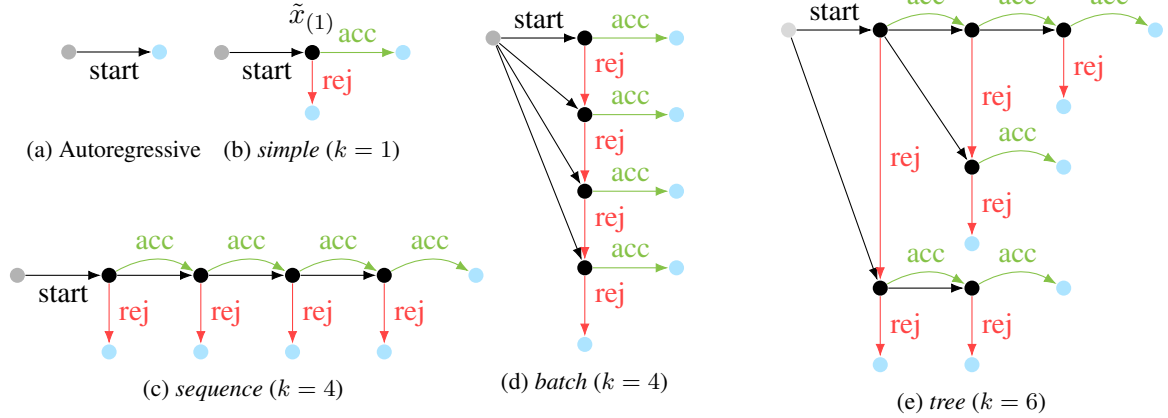 start
(a) Autoregressive
x̃(1)
acc
start
rej
(b) simple (k = 1)
acc acc acc acc
start
rej rej rej rej
(c) sequence (k = 4)
start acc
rej
acc
rej
acc
rej
acc
rej
(d) batch (k = 4)
start acc acc acc
rej
rej
rej
acc
rej
acc acc
rej rej
(e) tree (k = 6)